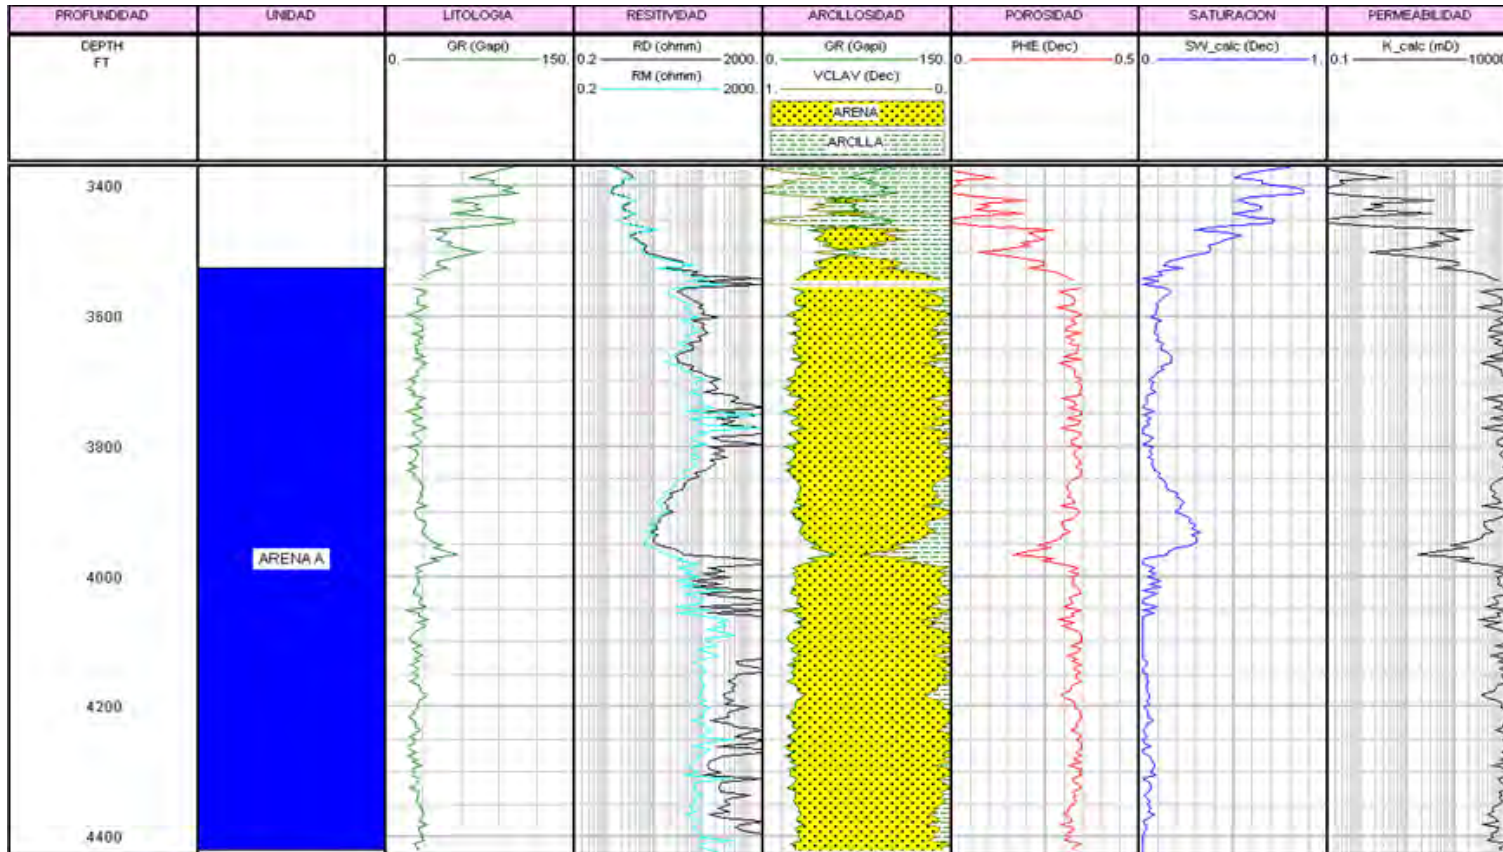 PROFUNDIDAD UNIDAD LITOLOGIA RESITIVIDAD ARCILLOSIDAD POROSIDAD SATURACION PERMEABILIDAD
DEPTH GR (Gapi) RD (ohmm) GR (Gapi) PHIE (Dec) SW_calc (Dec) K_calc (mD)
FT 0. 150. 0.2 2000. 0. 150. 0. 0.5 0. 1. 0.1 10000
RM (ohmm) VCLAV (Dec)
0.2 2000. 1. 0.
ARENA
ARCILLA
3400
3600
3800
3900
ARENA A
4000
4200
4400